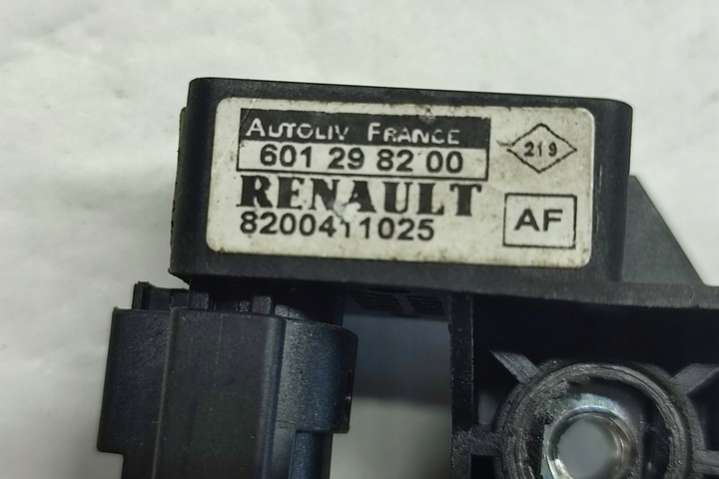 AUTOLIV FRANCE
601 29 82 00
RENAULT
8200411025
219
AF